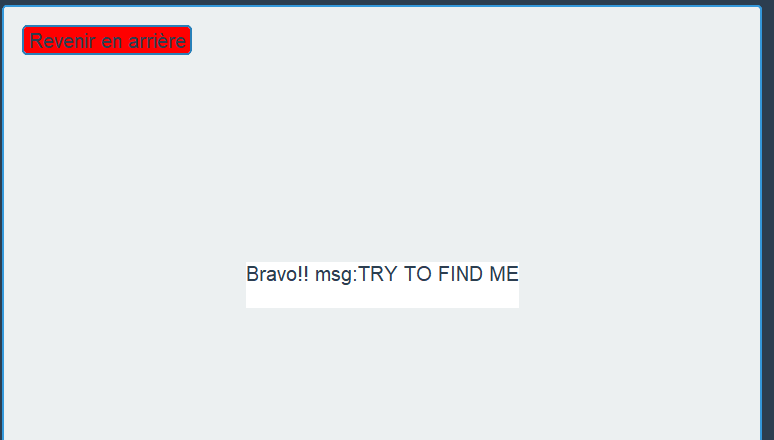 Revenir en arrière
Bravo!! msg:TRY TO FIND ME